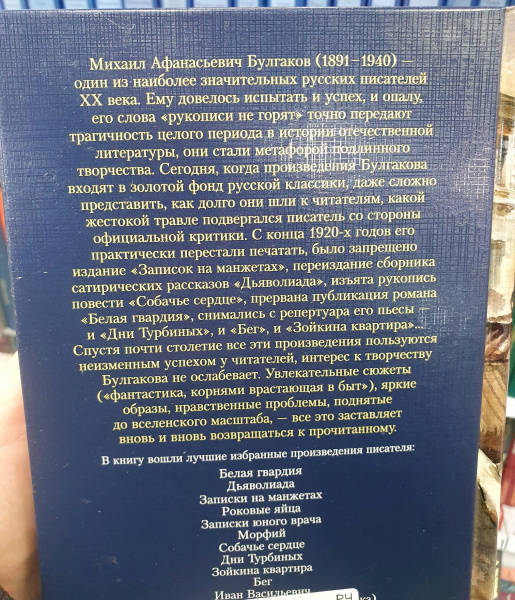 Михаил Афанасьевич Булгаков (1891–1940) —
один из наиболее значительных русских писателей
XX века. Ему довелось испытать и успех, и опалу,
его слова «рукописи не горят» точно передают
трагичность целого периода в истории отечественной
литературы, они стали метафорой подлинного
творчества. Сегодня, когда произведения Булгакова
входят в золотой фонд русской классики, даже сложно
представить, как долго они шли к читателям, какой
жестокой травле подвергался писатель со стороны
официальной критики. С конца 1920-х годов его
практически перестали печатать, было запрещено
издание «Записок на манжетах», переиздание сборника
сатирических рассказов «Дьяволиада», изъята рукопись
повести «Собачье сердце», прервана публикация романа
«Белая гвардия», снимались с репертуара его пьесы —
и «Дни Турбиных», и «Бег», и «Зойкина квартира»...
Спустя почти столетие все эти произведения пользуются
неизменным успехом у читателей, интерес к творчеству
Булгакова не ослабевает. Увлекательные сюжеты
(«фантастика, корнями врастающая в быт»), яркие
образы, нравственные проблемы, поднятые
до вселенского масштаба, — все это заставляет
вновь и вновь возвращаться к прочитанному.
В книгу вошли лучшие избранные произведения писателя:
Белая гвардия
Дьяволиада
Записки на манжетах
Роковые яйца
Записки юного врача
Морфий
Собачье сердце
Дни Турбиных
Зойкина квартира
Бег
Иван Васильевич